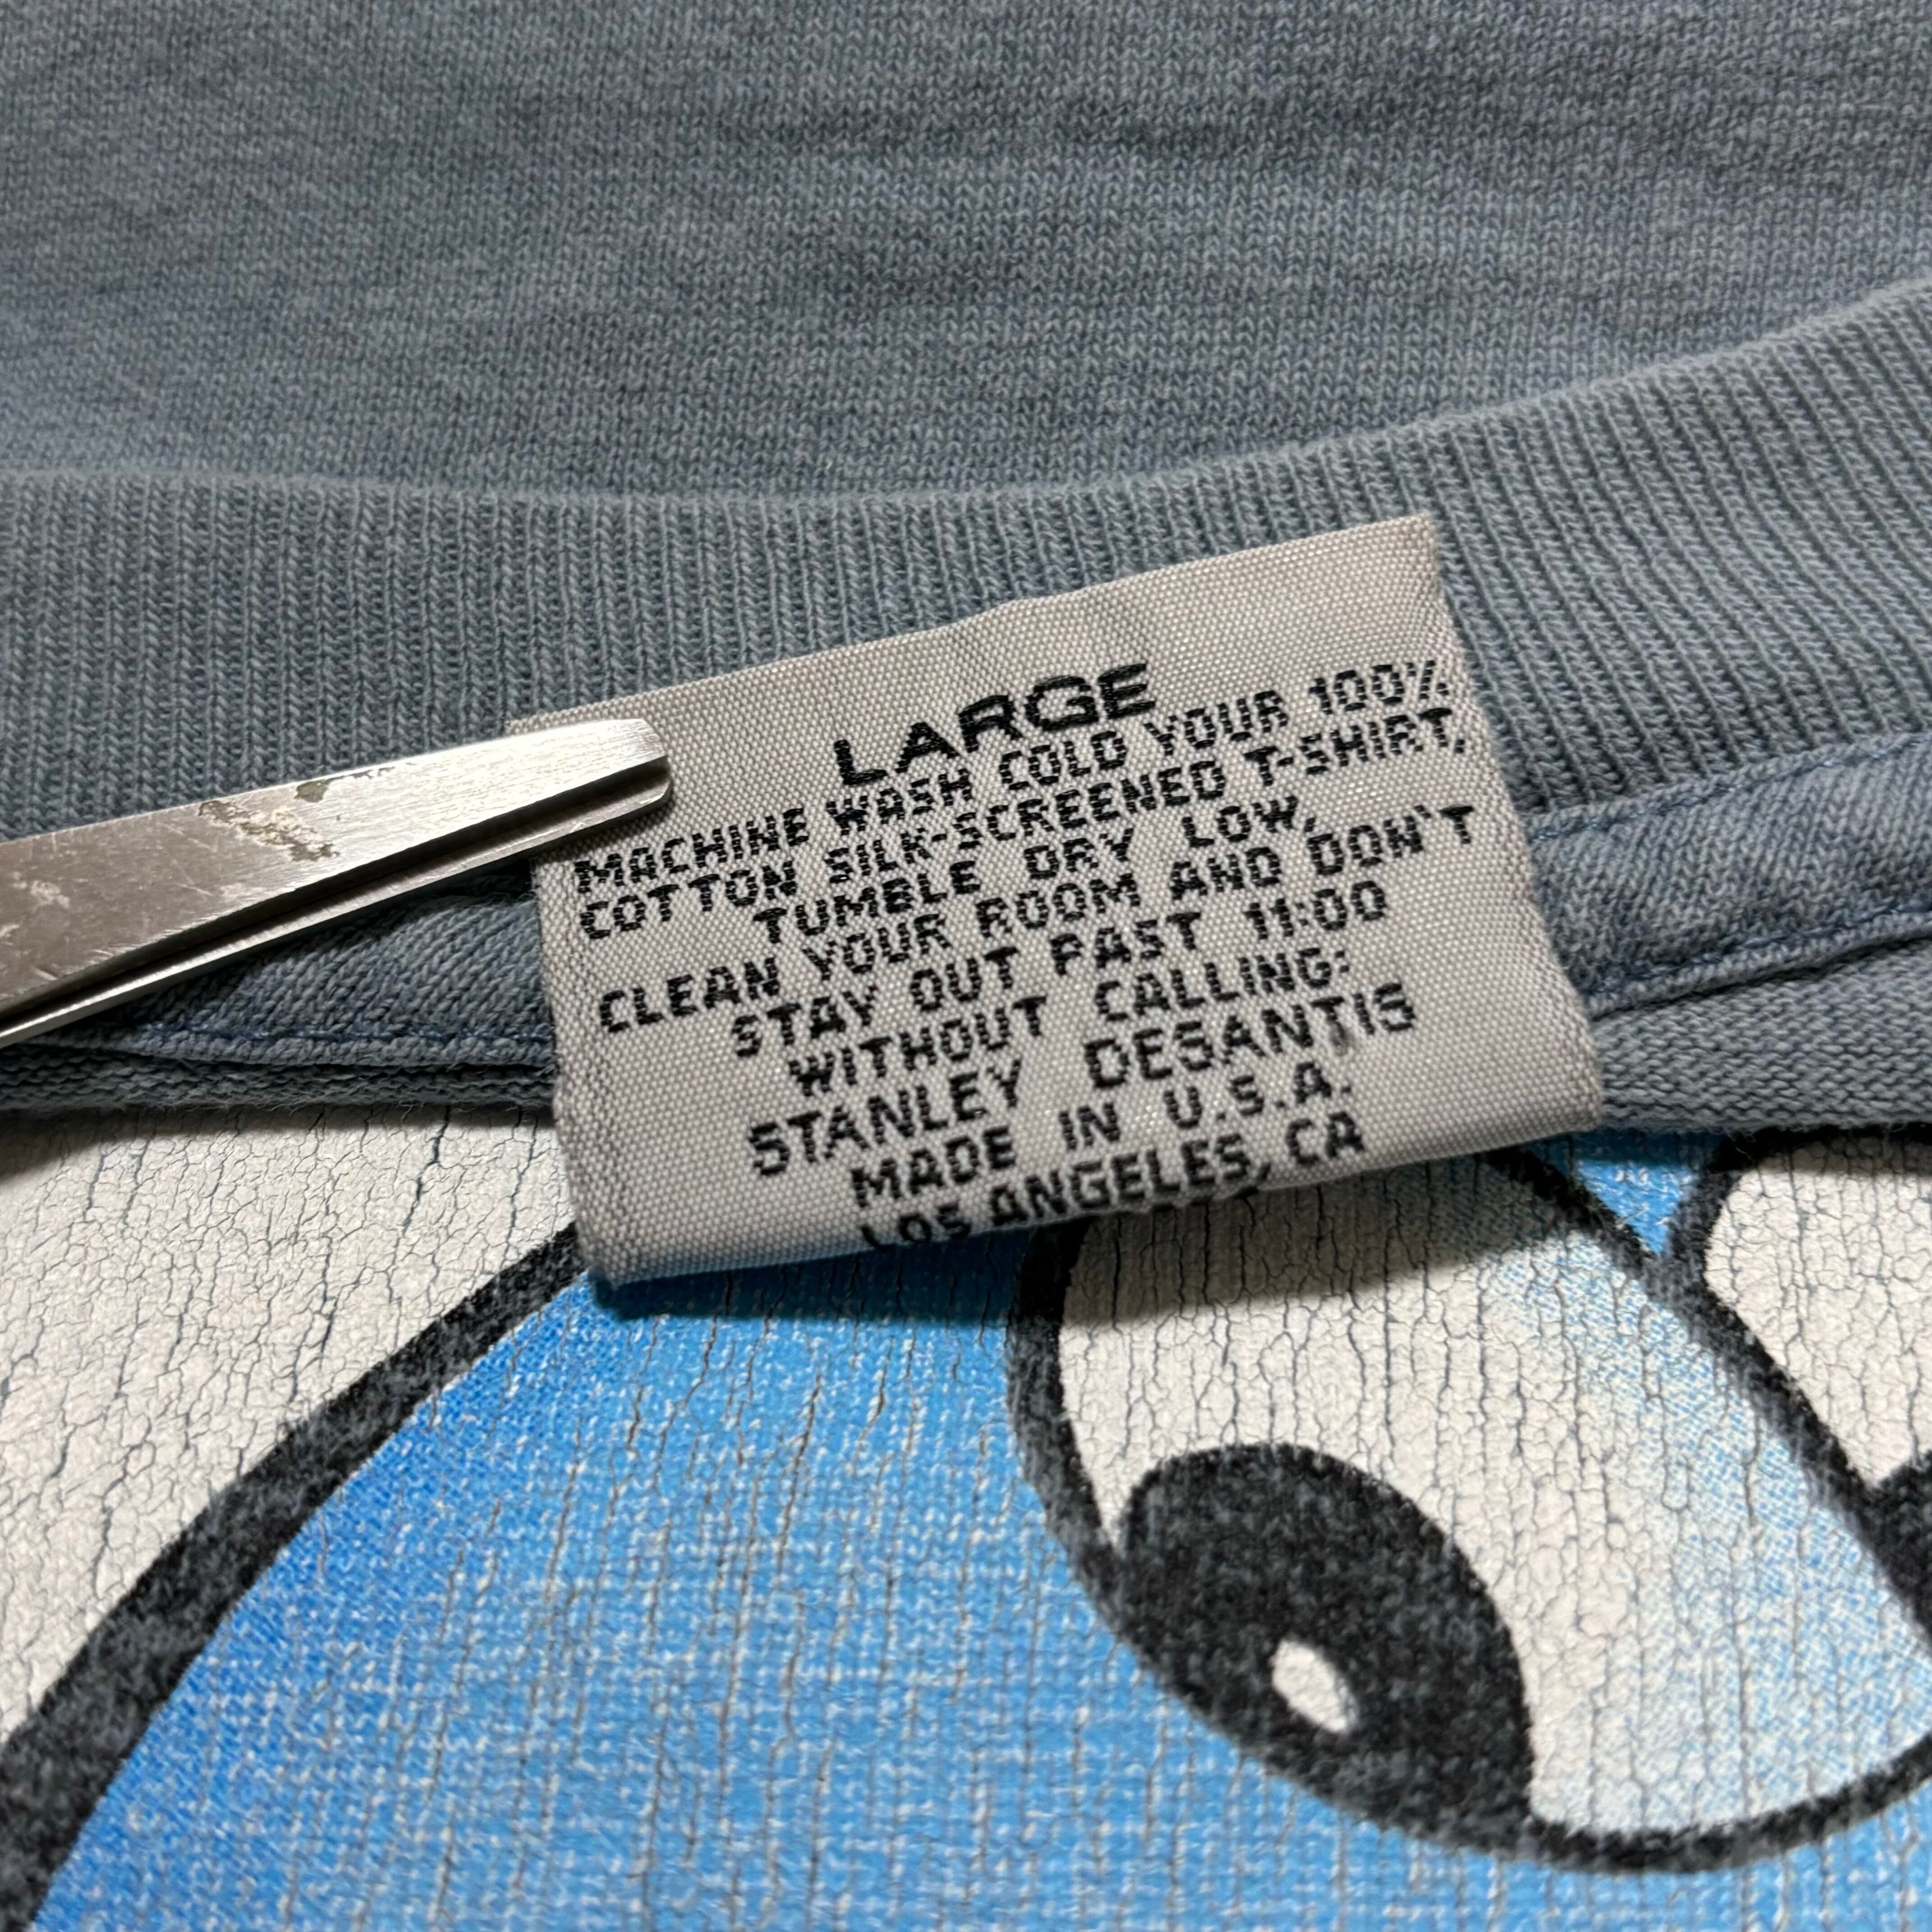 LARGE
MACHINE WASH COLD YOUR 100%
COTTON SILK-SCREENED T-SHIRT,
TUMBLE DRY LOW,
CLEAN YOUR ROOM AND DON'T
STAY OUT PAST 11:00
WITHOUT CALLING:
STANLEY DESANTIS
MADE IN U.S.A.
LOS ANGELES, CA